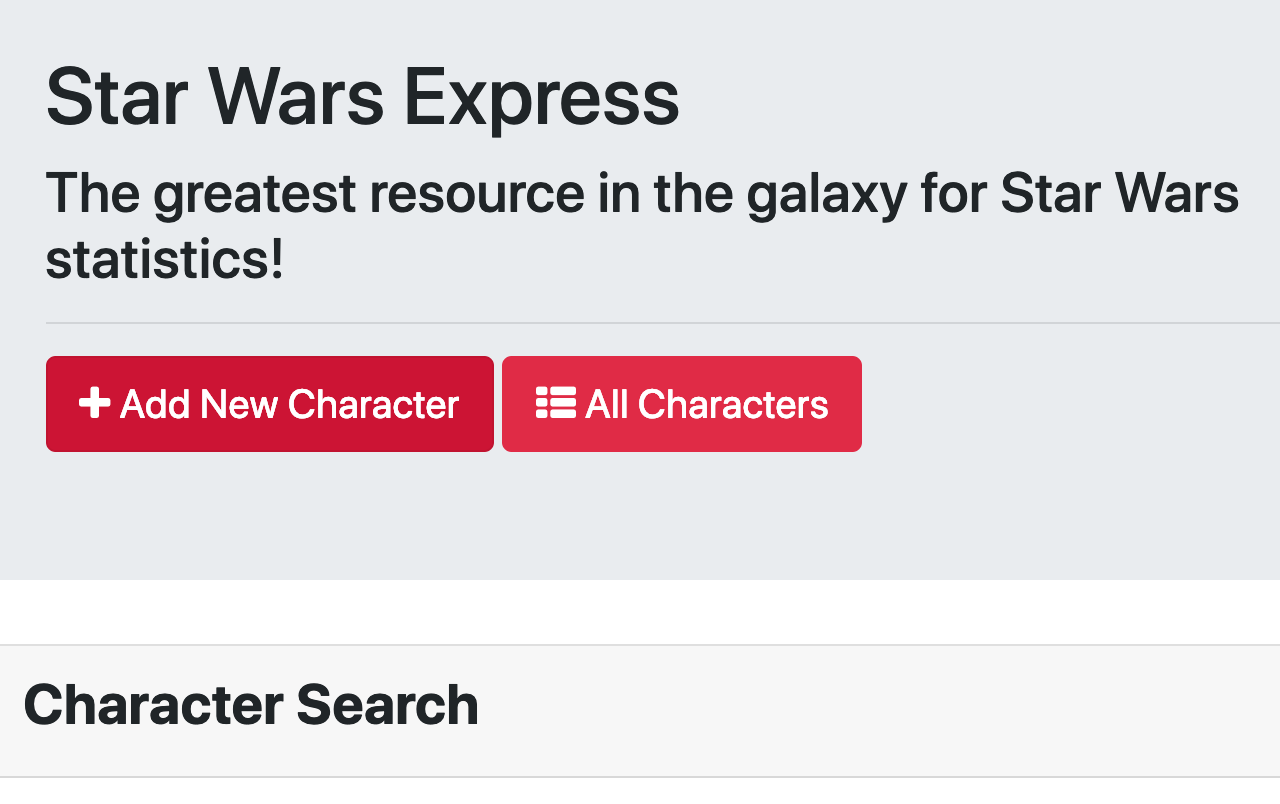 Star Wars Express
The greatest resource in the galaxy for Star Wars
statistics!
Add New Character
All Characters
Character Search